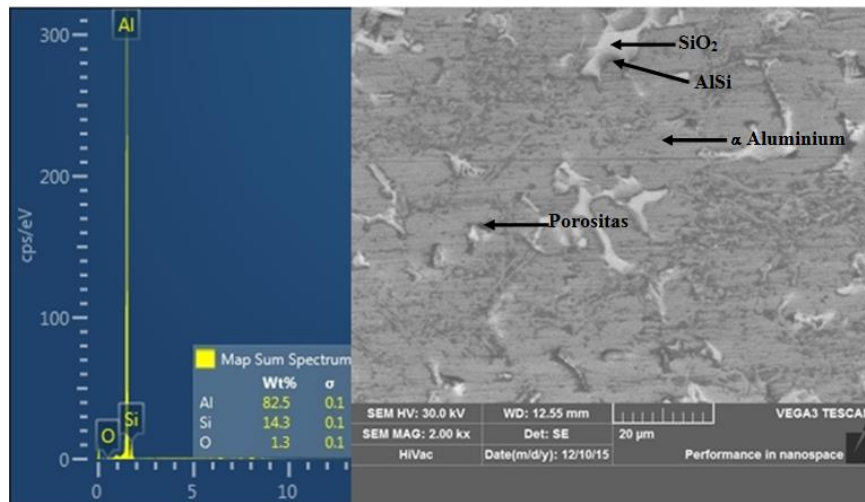 300
200
100
0
cps/eV
Al
O
Si
0
10
Map Sum Spectrum
Wt% σ
Al 82.5 0.1
Si 14.3 0.1
O 1.3 0.1
SiO₂
AlSi
α Aluminium
Porositas
SEM HV: 30.0 kV WD: 12.55 mm VEGA3 TESCAN
SEM MAG: 2.00 kx Det: SE 20 µm
HiVac Date(m/d/y): 12/10/15 Performance in nanospace